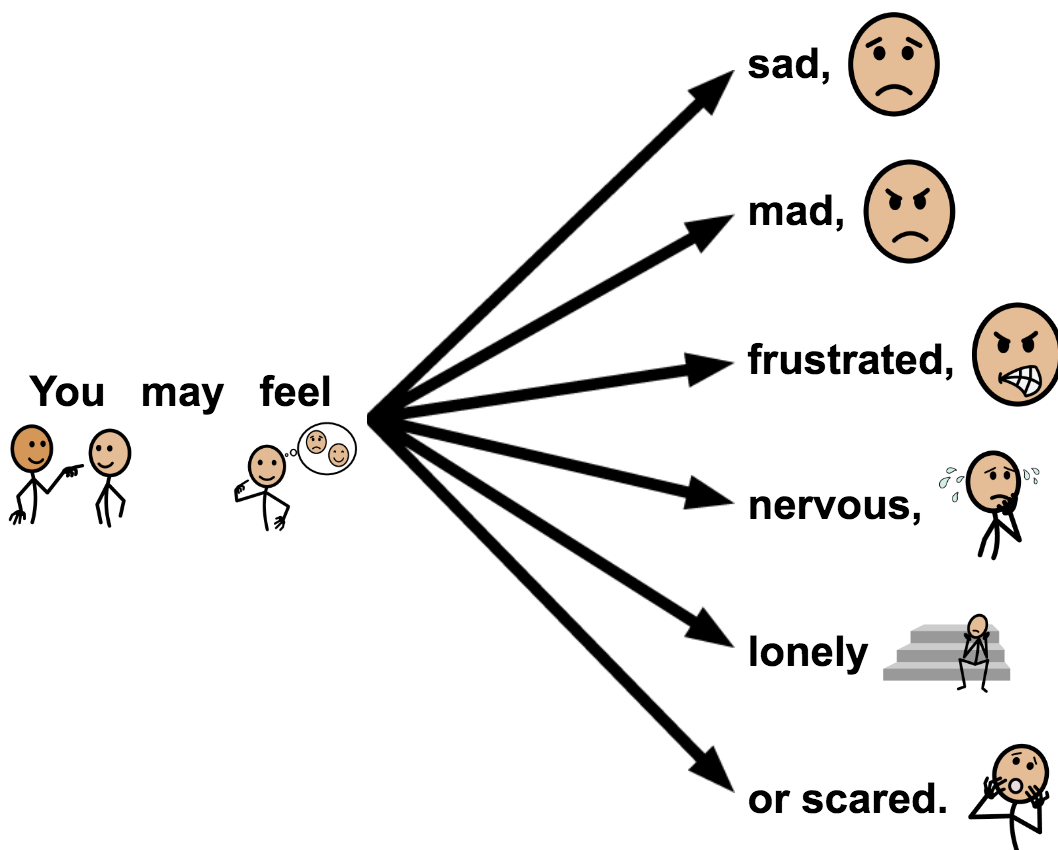 You may feel
sad,
mad,
frustrated,
nervous,
lonely
or scared.